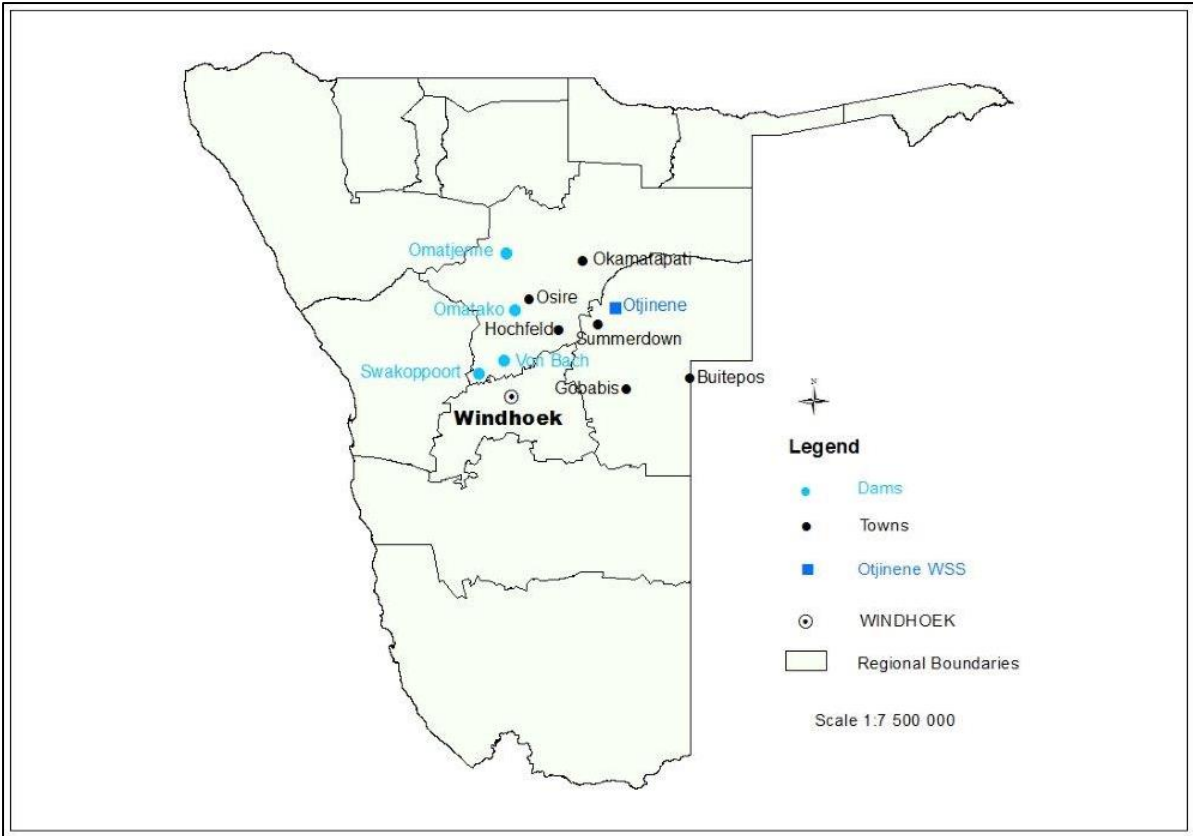 Omatjenne
Okamatapati
Osire
Otjinene
Omatako
Hochfeld
Summerdown
Von Bach
Swakoppoort
Buitepos
Gobabis
Windhoek
N
Legend
Dams
Towns
Otjinene WSS
WINDHOEK
Regional Boundaries
Scale 1:7 500 000